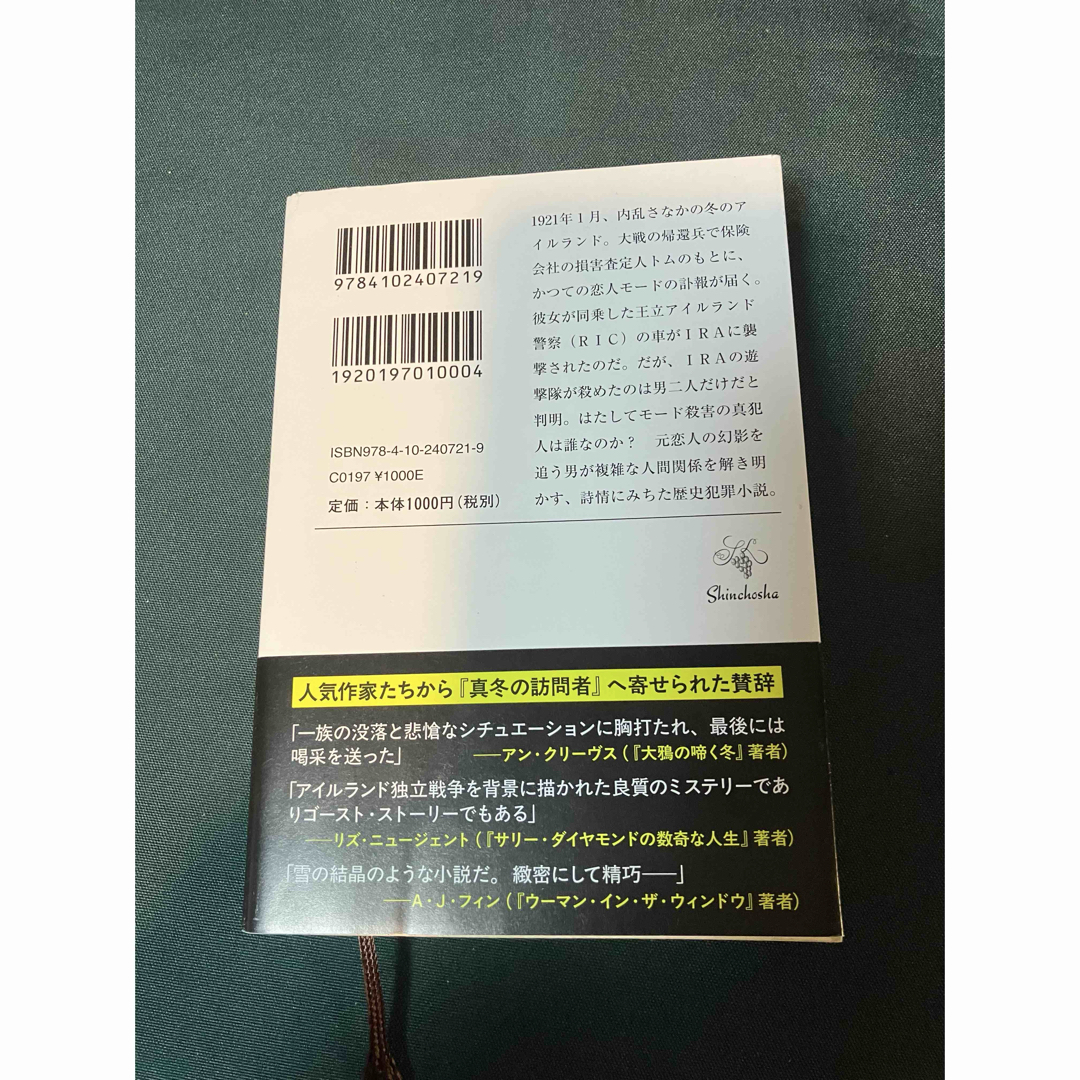 9784102407219
1920197010004
ISBN978-4-10-240721-9
C0197 ¥1000E
定価：本体1000円（税別）
1921年1月、内乱さなかの冬のア
イルランド。大戦の帰還兵で保険
会社の損害査定人トムのもとに、
かつての恋人モードの訃報が届く。
彼女が同乗した王立アイルランド
警察（RIC）の車がIRAに襲
撃されたのだ。だが、IRAの遊
撃隊が殺めたのは男二人だけだと
判明。はたしてモード殺害の真犯
人は誰なのか？　元恋人の幻影を
追う男が複雑な人間関係を解き明
かす、詩情にみちた歴史犯罪小説。
Shinchosha
人気作家たちから『真冬の訪問者』へ寄せられた賛辞
「一族の没落と悲愴なシチュエーションに胸打たれ、最後には
喝采を送った」 ――アン・クリーヴス（『大鴉の啼く冬』著者）
「アイルランド独立戦争を背景に描かれた良質のミステリーであ
りゴースト・ストーリーでもある」
――リズ・ニュージェント（『サリー・ダイヤモンドの数奇な人生』著者）
「雪の結晶のような小説だ。緻密にして精巧――」
――A・J・フィン（『ウーマン・イン・ザ・ウィンドウ』著者）